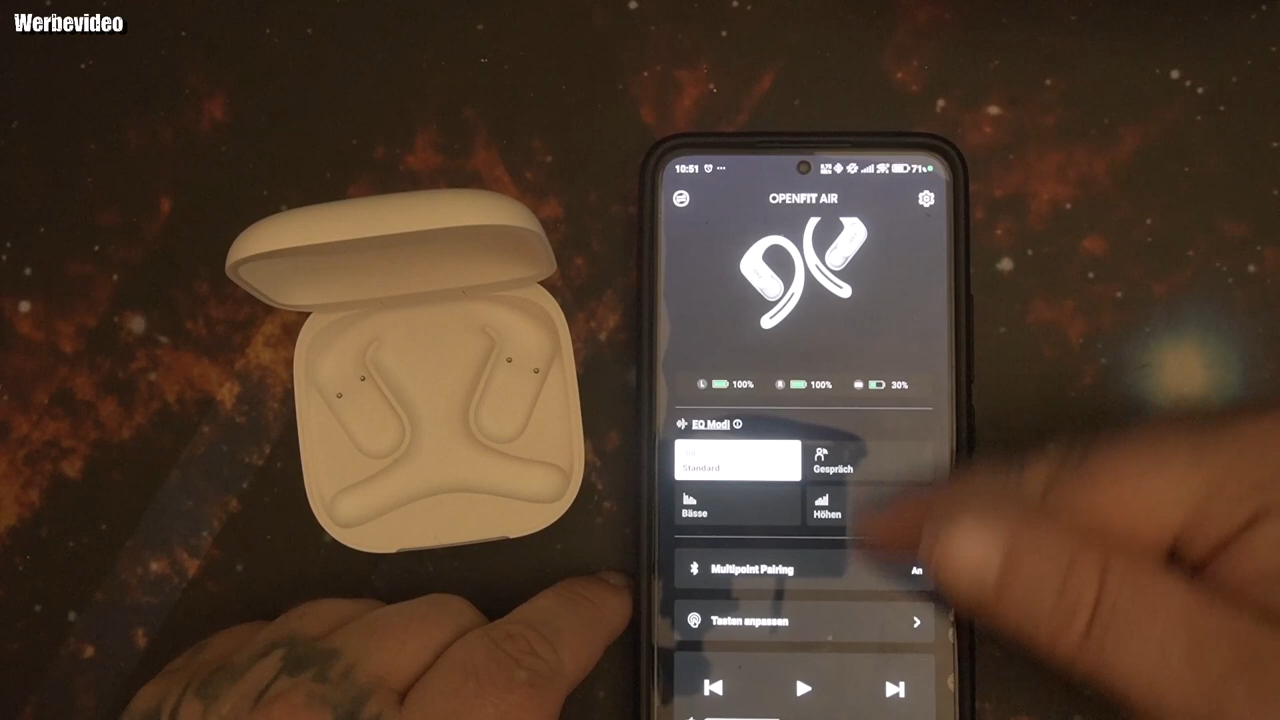 Werbevideo
10:51
71%
OPENFIT AIR
L 100% R 100% 30%
EQ Modi
Standard
Gespräch
Bässe
Höhen
Multipoint Pairing An
Tasten anpassen